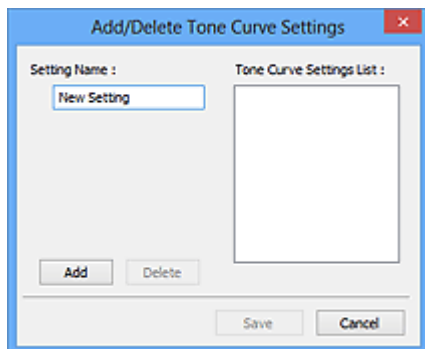 Add/Delete Tone Curve Settings
Setting Name :
Tone Curve Settings List :
New Setting
Add
Delete
Save
Cancel